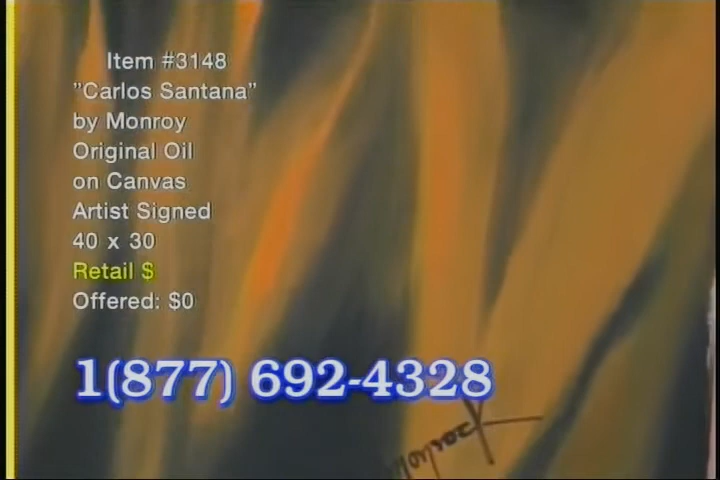 Item #3148
"Carlos Santana"
by Monroy
Original Oil
on Canvas
Artist Signed
40 x 30
Retail $
Offered: $0
1(877) 692-4328
Monroy